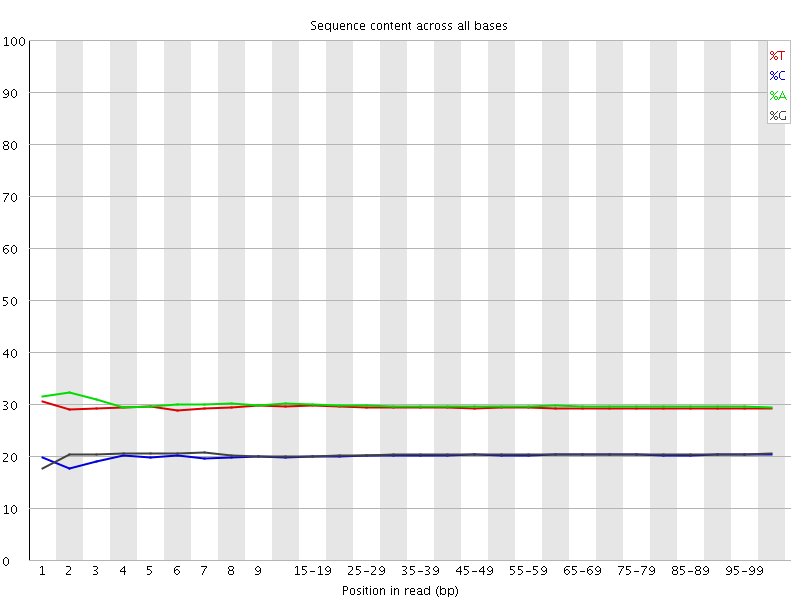 Sequence content across all bases
100
90
80
70
60
50
40
30
20
10
0
%T
%C
%A
%G
1 2 3 4 5 6 7 8 9 15-19 25-29 35-39 45-49 55-59 65-69 75-79 85-89 95-99
Position in read (bp)